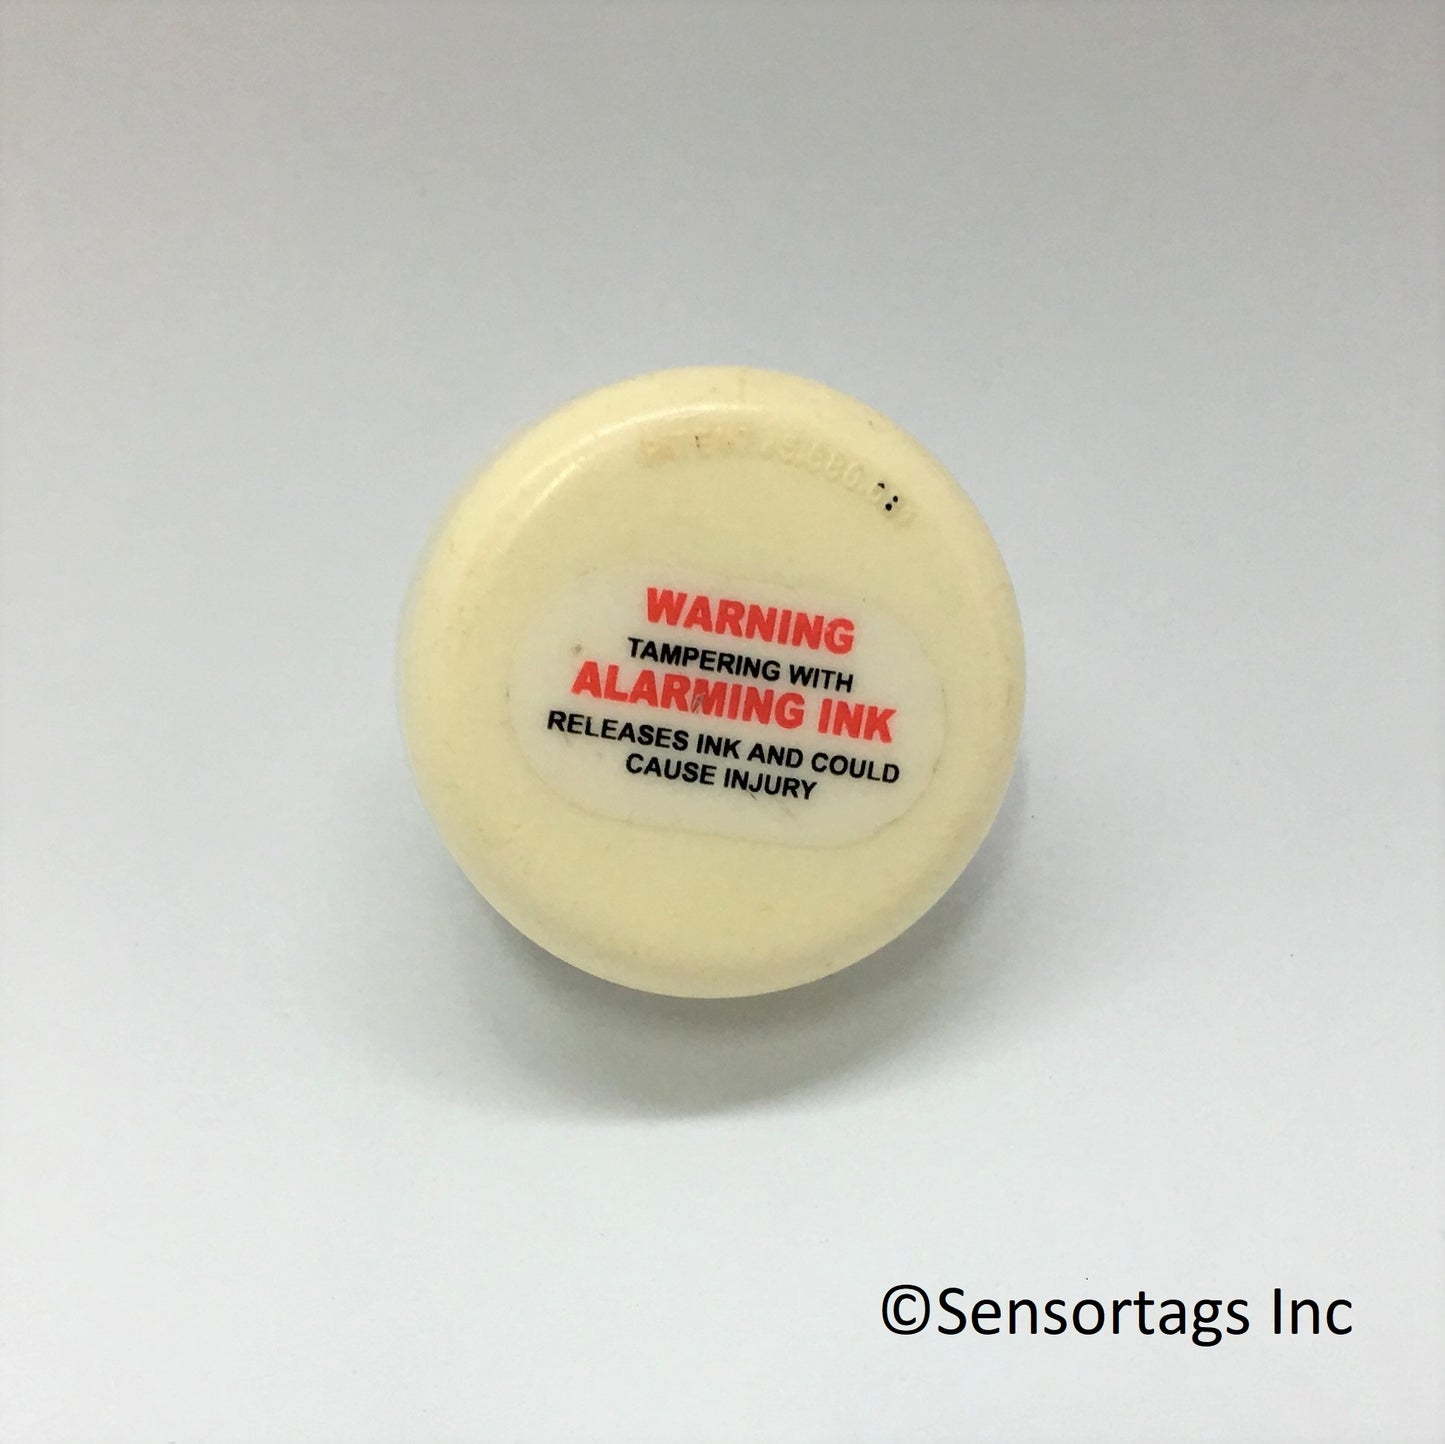 WARNING
TAMPERING WITH
ALARMING INK
RELEASES INK AND COULD
CAUSE INJURY
©Sensortags Inc